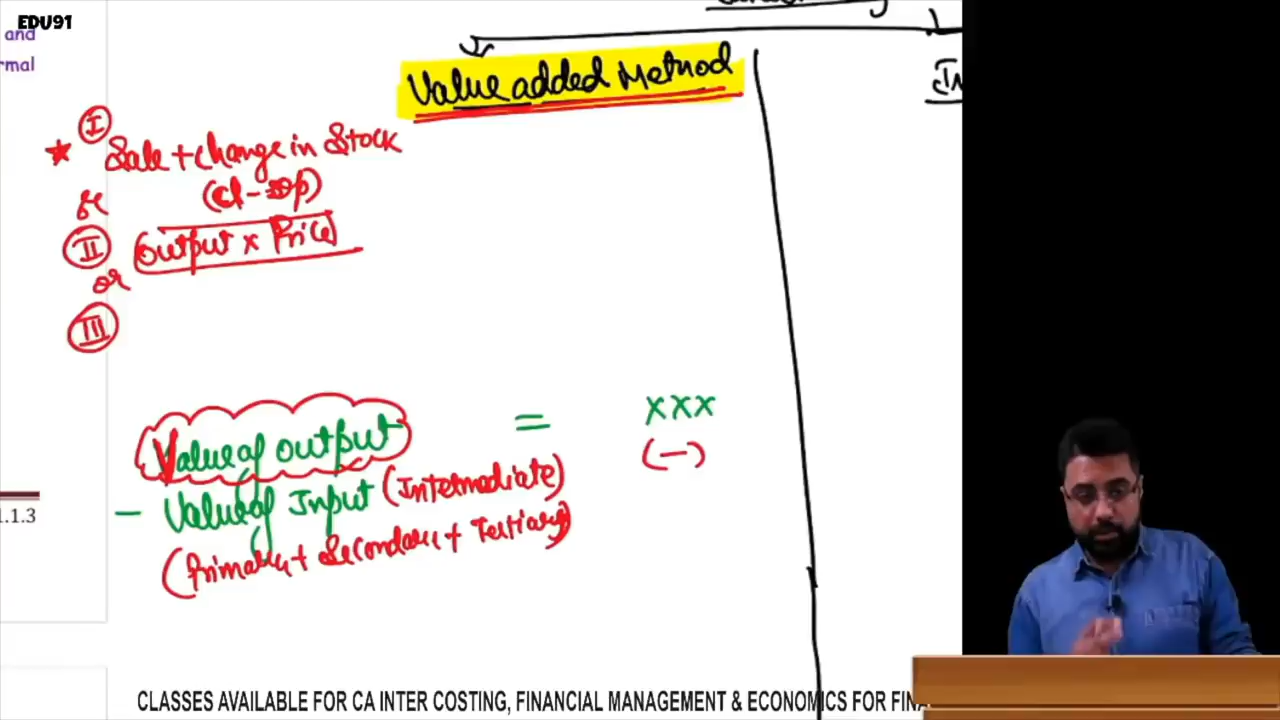 EDU91
and
rmal
Value added Method
I
Sale + change in Stock
(Cl - Op)
or
II
Output x Price
or
III
Value of output = xxx
- Value of Input (Intermediate) (-)
(Primary + Secondary + Tertiary)
1.1.3
CLASSES AVAILABLE FOR CA INTER COSTING, FINANCIAL MANAGEMENT & ECONOMICS FOR FINA